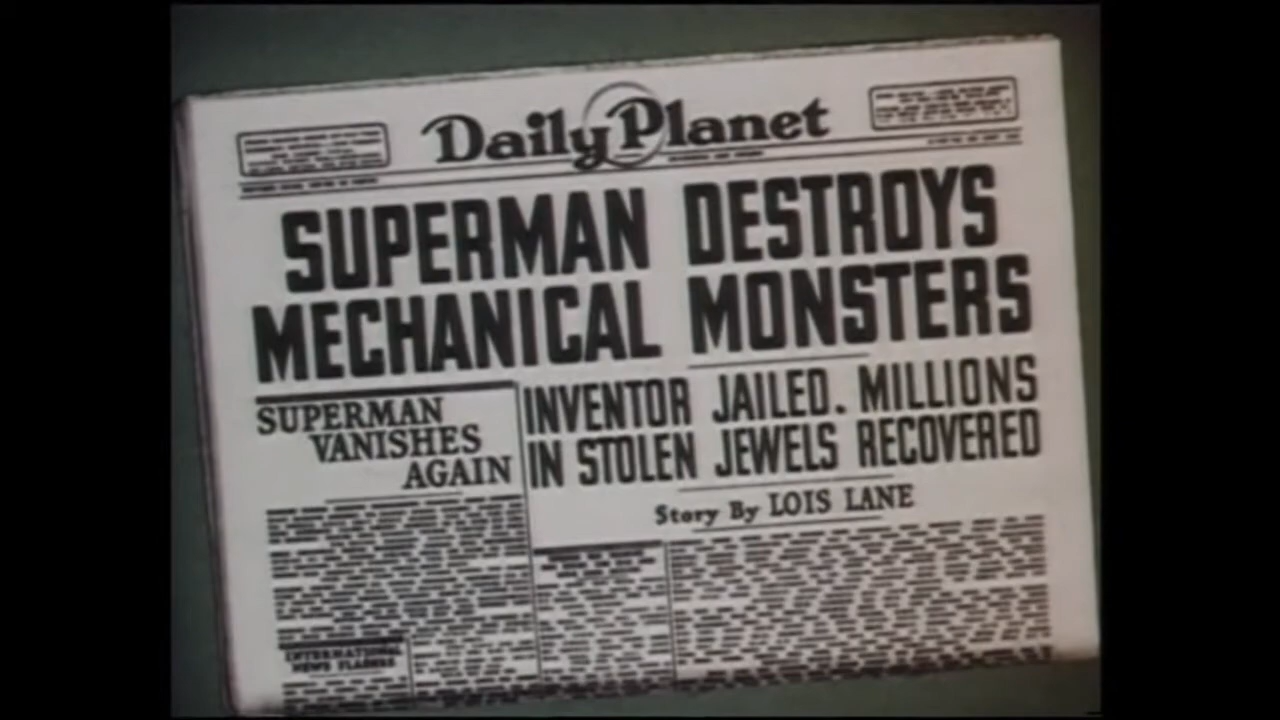 Daily Planet
SUPERMAN DESTROYS
MECHANICAL MONSTERS
SUPERMAN
VANISHES
AGAIN
INVENTOR JAILED. MILLIONS
IN STOLEN JEWELS RECOVERED
Story By LOIS LANE
INTERNATIONAL
NEWS FLASHES